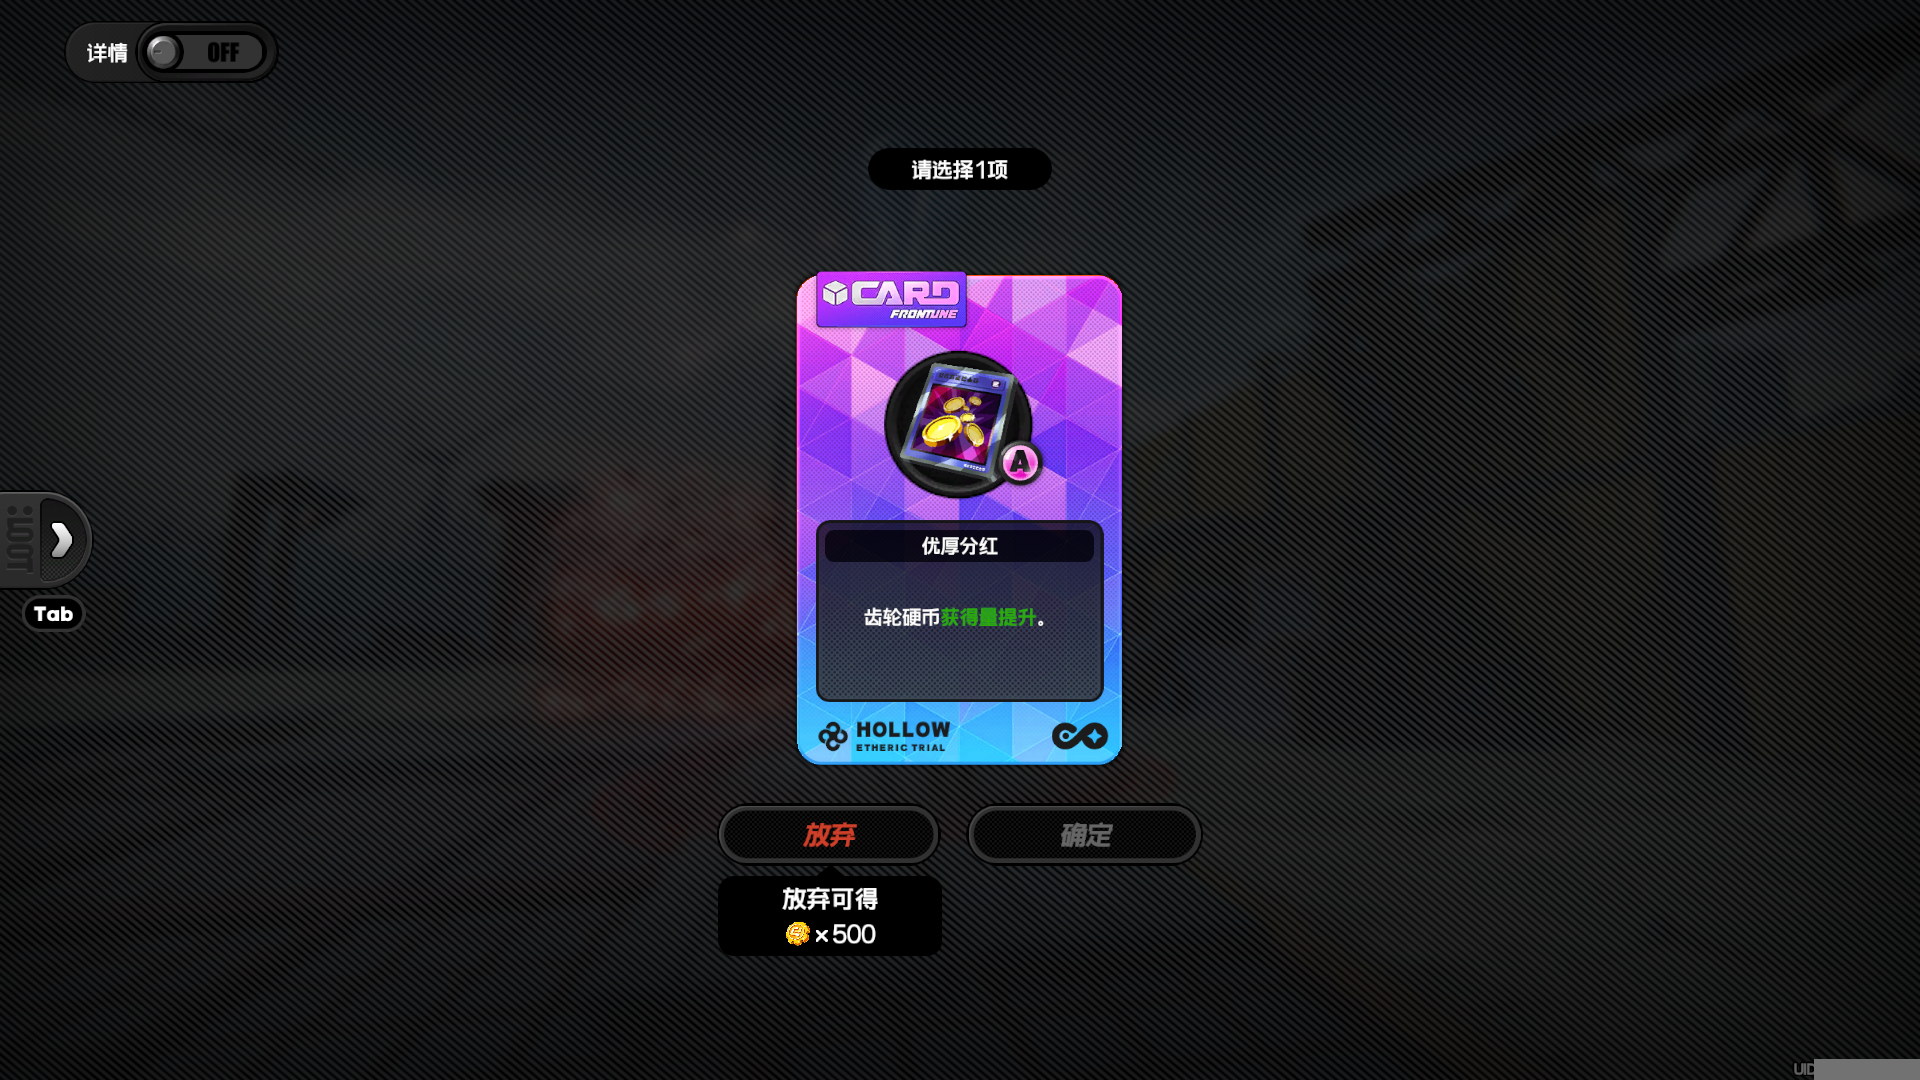 详情 OFF
请选择1项
CARD
FRONTLINE
A
优厚分红
齿轮硬币获得量提升。
HOLLOW
ETHERIC TRIAL
Tab
放弃
确定
放弃可得
×500
UID